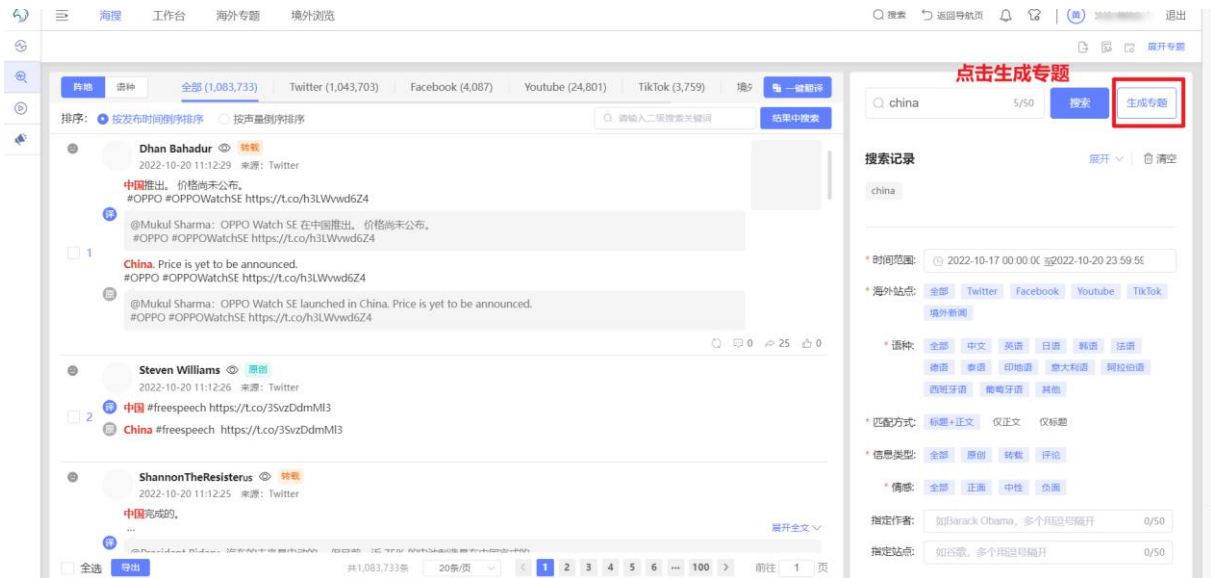 海搜 工作台 海外专题 境外浏览
搜索 返回导航页 (黄) 退出
展开专题
点击生成专题
阵地 语种 全部 (1,083,733) Twitter (1,043,703) Facebook (4,087) Youtube (24,801) TikTok (3,759) 一键翻译
china 5/50 搜索 生成专题
排序: 按发布时间倒序排序 按声量倒序排序 请输入二级搜索关键词 结果中搜索
Dhan Bahadur 转载
2022-10-20 11:12:29 来源: Twitter
中国推出。 价格尚未公布。
#OPPO #OPPOWatchSE https://t.co/h3LWvwd6Z4
译
@Mukul Sharma: OPPO Watch SE 在中国推出。 价格尚未公布。
#OPPO #OPPOWatchSE https://t.co/h3LWvwd6Z4
1
China. Price is yet to be announced.
#OPPO #OPPOWatchSE https://t.co/h3LWvwd6Z4
原
@Mukul Sharma: OPPO Watch SE launched in China. Price is yet to be announced.
#OPPO #OPPOWatchSE https://t.co/h3LWvwd6Z4
0 25 0
Steven Williams 原创
2022-10-20 11:12:26 来源: Twitter
2
译 中国 #freespeech https://t.co/3SvzDdmMl3
原 China #freespeech https://t.co/3SvzDdmMl3
ShannonTheResisterus 转载
2022-10-20 11:12:25 来源: Twitter
中国完成的。
...
展开全文
译
全选 导出 共1,083,733条 20条/页 1 2 3 4 5 6 ... 100 前往 1 页
搜索记录 展开 清空
china
* 时间范围: 2022-10-17 00:00:00 至2022-10-20 23:59:59
* 海外站点: 全部 Twitter Facebook Youtube TikTok
境外新闻
* 语种: 全部 中文 英语 日语 韩语 法语
德语 泰语 印地语 意大利语 阿拉伯语
西班牙语 葡萄牙语 其他
* 匹配方式: 标题+正文 仅正文 仅标题
* 信息类型: 全部 原创 转载 评论
* 情感: 全部 正面 中性 负面
指定作者: 如Barack Obama, 多个用逗号隔开 0/50
指定站点: 如谷歌, 多个用逗号隔开 0/50